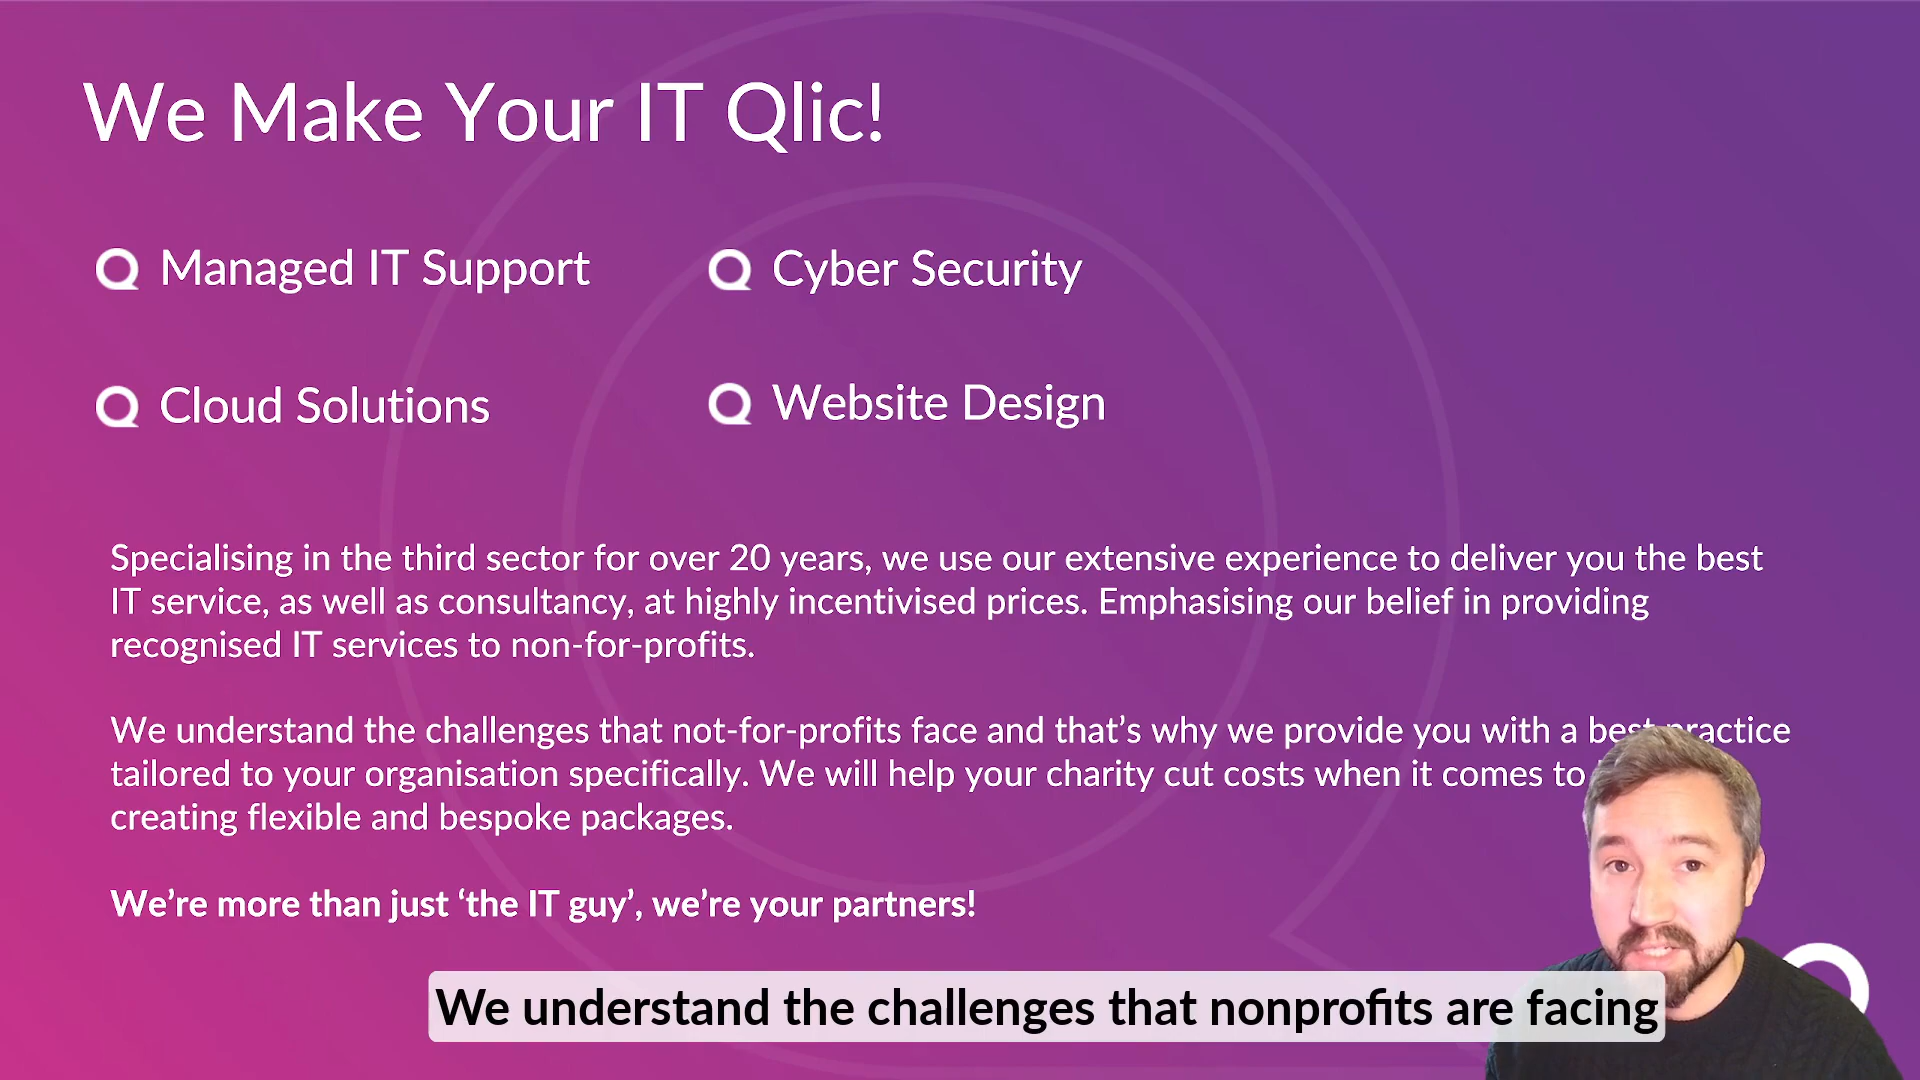 We Make Your IT Qlic!
Managed IT Support
Cyber Security
Cloud Solutions
Website Design
Specialising in the third sector for over 20 years, we use our extensive experience to deliver you the best
IT service, as well as consultancy, at highly incentivised prices. Emphasising our belief in providing
recognised IT services to non-for-profits.
We understand the challenges that not-for-profits face and that’s why we provide you with a best practice
tailored to your organisation specifically. We will help your charity cut costs when it comes to
creating flexible and bespoke packages.
We’re more than just ‘the IT guy’, we’re your partners!
We understand the challenges that nonprofits are facing